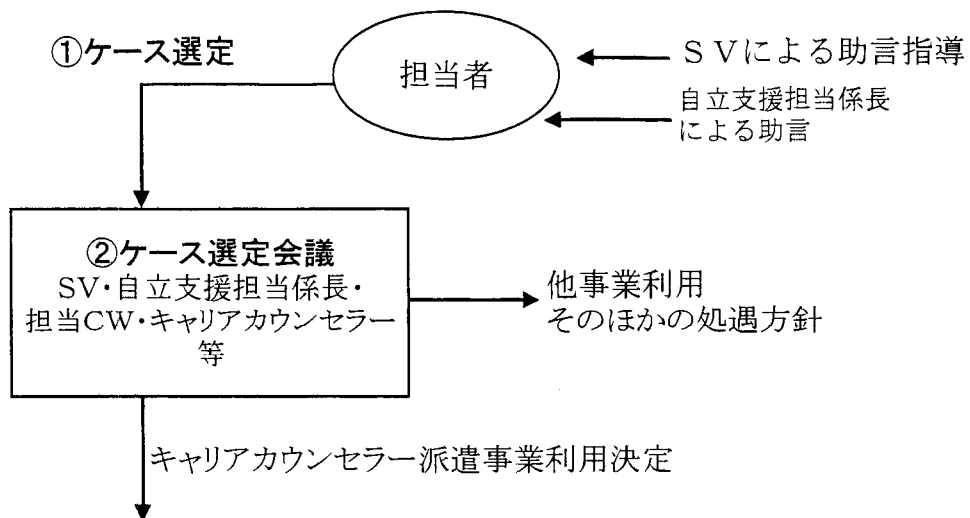 ①ケース選定
担当者
ＳＶによる助言指導
自立支援担当係長
による助言
②ケース選定会議
SV・自立支援担当係長・
担当CW・キャリアカウンセラー
等
他事業利用
そのほかの処遇方針
キャリアカウンセラー派遣事業利用決定